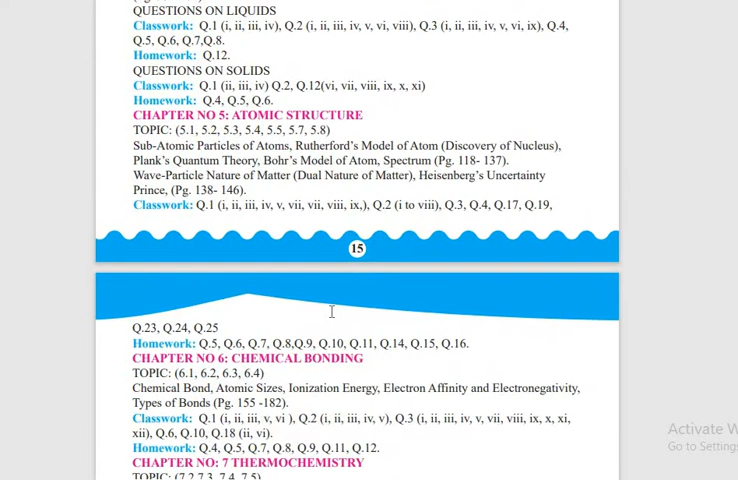 QUESTIONS ON LIQUIDS
Classwork: Q.1 (i, ii, iii, iv), Q.2 (i, ii, iii, iv, v, vi, viii), Q.3 (i, ii, iii, iv, v, vi, ix), Q.4,
Q.5, Q.6, Q.7,Q.8.
Homework: Q.12.
QUESTIONS ON SOLIDS
Classwork: Q.1 (ii, iii, iv) Q.2, Q.12(vi, vii, viii, ix, x, xi)
Homework: Q.4, Q.5, Q.6.
CHAPTER NO 5: ATOMIC STRUCTURE
TOPIC: (5.1, 5.2, 5.3, 5.4, 5.5, 5.7, 5.8)
Sub-Atomic Particles of Atoms, Rutherford's Model of Atom (Discovery of Nucleus),
Plank's Quantum Theory, Bohr's Model of Atom, Spectrum (Pg. 118- 137).
Wave-Particle Nature of Matter (Dual Nature of Matter), Heisenberg's Uncertainty
Prince, (Pg. 138- 146).
Classwork: Q.1 (i, ii, iii, iv, v, vii, vii, viii, ix,), Q.2 (i to viii), Q.3, Q.4, Q.17, Q.19,
15
Q.23, Q.24, Q.25
Homework: Q.5, Q.6, Q.7, Q.8,Q.9, Q.10, Q.11, Q.14, Q.15, Q.16.
CHAPTER NO 6: CHEMICAL BONDING
TOPIC: (6.1, 6.2, 6.3, 6.4)
Chemical Bond, Atomic Sizes, Ionization Energy, Electron Affinity and Electronegativity,
Types of Bonds (Pg. 155 -182).
Classwork: Q.1 (i, ii, iii, v, vi ), Q.2 (i, ii, iii, iv, v), Q.3 (i, ii, iii, iv, v, vii, viii, ix, x, xi,
xii), Q.6, Q.10, Q.18 (ii, vi).
Homework: Q.4, Q.5, Q.7, Q.8, Q.9, Q.11, Q.12.
CHAPTER NO: 7 THERMOCHEMISTRY
TOPIC: (7.2,7.3, 7.4, 7.5)
Activate W
Go to Setting